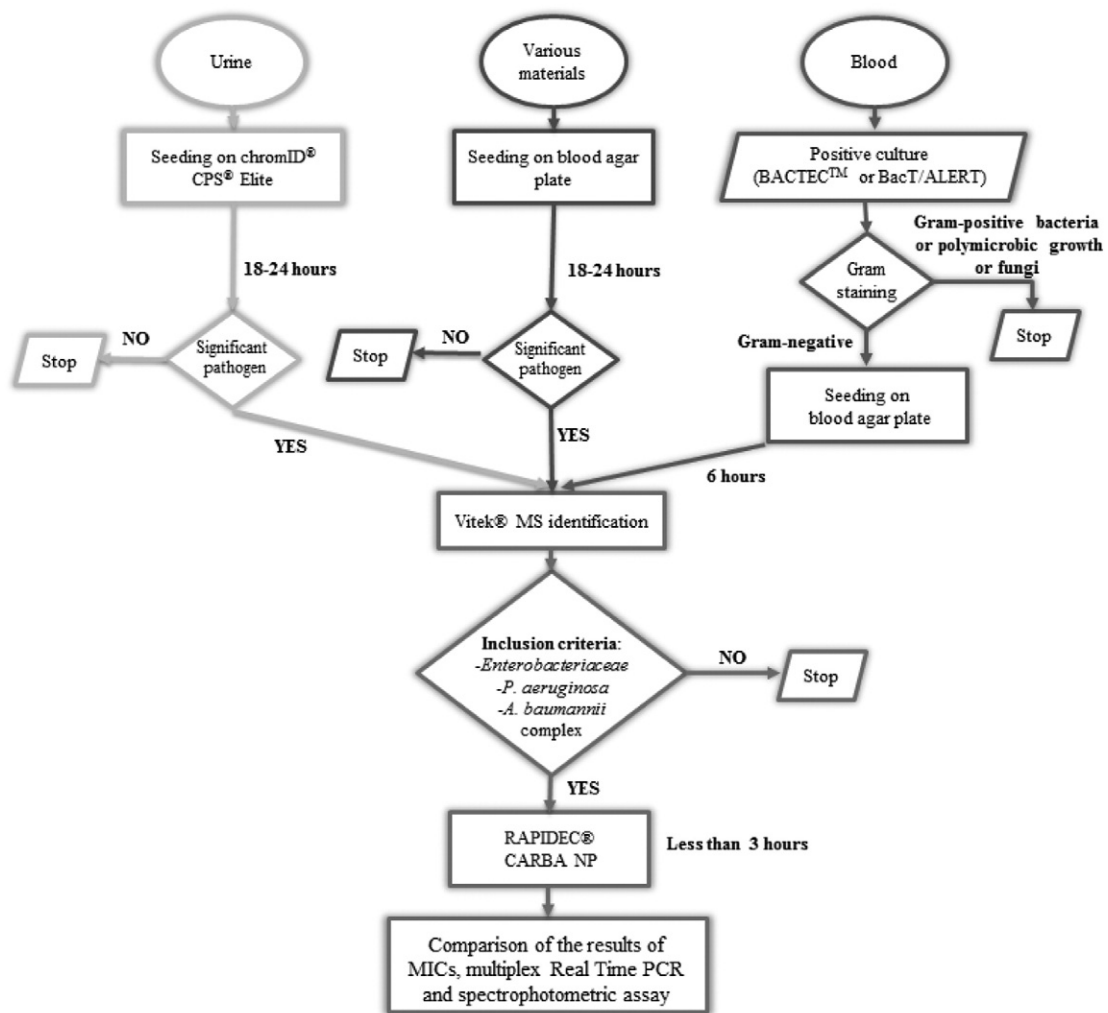 Urine
Various
materials
Blood
Seeding on chromID®
CPS® Elite
Seeding on blood agar
plate
Positive culture
(BACTEC™ or BacT/ALERT)
18-24 hours
18-24 hours
Gram
staining
Gram-positive bacteria
or polymicrobic growth
or fungi
Stop
NO
Significant
pathogen
Stop
NO
Significant
pathogen
Gram-negative
Stop
Seeding on
blood agar plate
YES
YES
6 hours
Vitek® MS identification
Inclusion criteria:
-Enterobacteriaceae
-P. aeruginosa
-A. baumannii
complex
NO
Stop
YES
RAPIDEC®
CARBA NP
Less than 3 hours
Comparison of the results of
MICs, multiplex Real Time PCR
and spectrophotometric assay